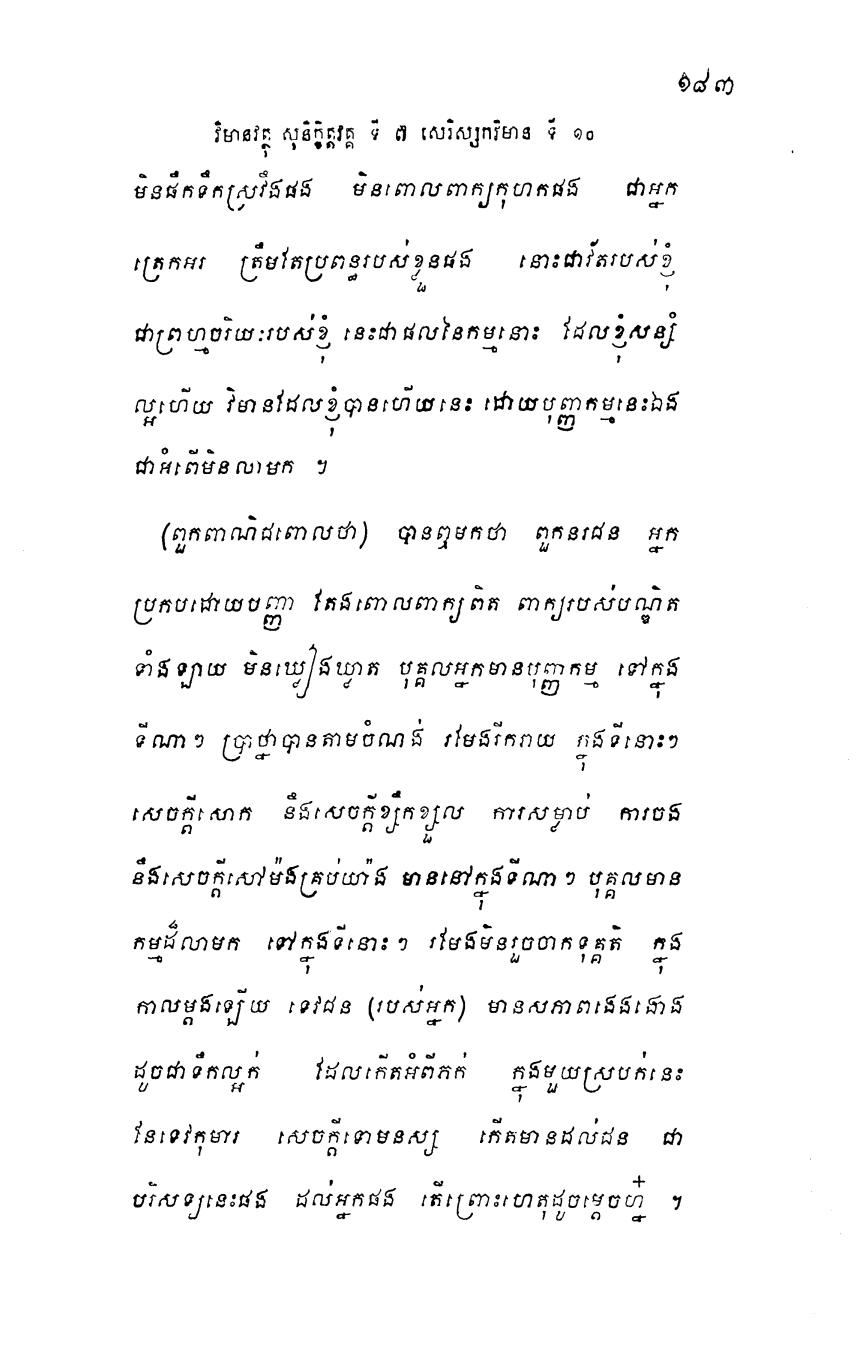 ១៨៣
វិមានវត្ថុ សុនិក្ខិត្តវគ្គ ទី ៧ សេរិស្សករិមាន ទី ១០
មិនផឹកទឹកស្រវឹងផង មិនពោលពាក្យកុហកផង ជាអ្នក
ត្រេកអរ ត្រឹមតែប្រពន្ធរបស់ខ្លួនផង នោះជាវ័តរបស់ខ្ញុំ
ជាព្រហ្មចរិយៈរបស់ខ្ញុំ នេះជាផលនៃកម្មនោះ ដែលខ្ញុំសន្សំ
ល្អហើយ វិមានដែលខ្ញុំបានហើយនេះ ដោយបុញ្ញកម្មនេះឯង
ជាអំពើមិនលាមក ។
(ពួកពាណិជពោលថា) បានឮមកថា ពួកនរជន អ្នក
ប្រកបដោយបញ្ញា តែងពោលពាក្យពិត ពាក្យរបស់បណ្ឌិត
ទាំងឡាយ មិនឃ្លៀងឃ្លាត បុគ្គលអ្នកមានបុញ្ញកម្ម ទៅក្នុង
ទីណាៗ ប្រាថ្នាបានតាមចំណង់ រមែងរីករាយ ក្នុងទីនោះៗ
សេចក្តីសោក នឹងសេចក្តីខ្សឹកខ្សួល ការសម្លាប់ ការចង
នឹងសេចក្តីសៅម៉ងគ្រប់យ៉ាង មាននៅក្នុងទីណាៗ បុគ្គលមាន
កម្មដ៏លាមក ទៅក្នុងទីនោះៗ រមែងមិនរួចចាកទុគ្គតិ ក្នុង
កាលម្តងឡើយ ទេវជន (របស់អ្នក) មានសភាពងេងងោង
ដូចជាទឹកល្អក់ ដែលកើតអំពីភក់ ក្នុងមួយស្របក់នេះ
នែទេវកុមារ សេចក្តីទោមនស្ស កើតមានដល់ជន ជា
បរិសទ្យនេះផង ដល់អ្នកផង តើព្រោះហេតុដូចម្តេចហ្ន៎ ។